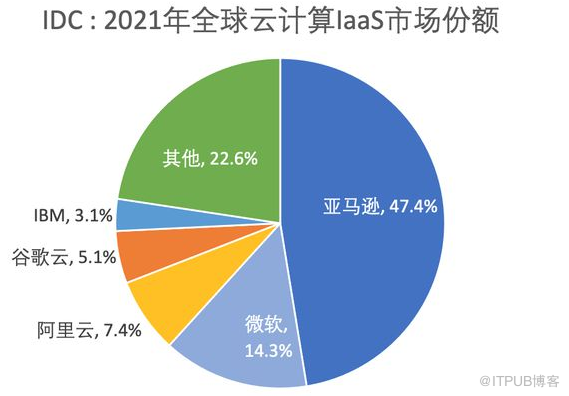 IDC : 2021年全球云计算IaaS市场份额
其他, 22.6%
亚马逊, 47.4%
IBM, 3.1%
谷歌云, 5.1%
阿里云, 7.4%
微软,
14.3%
@ITPUB博客